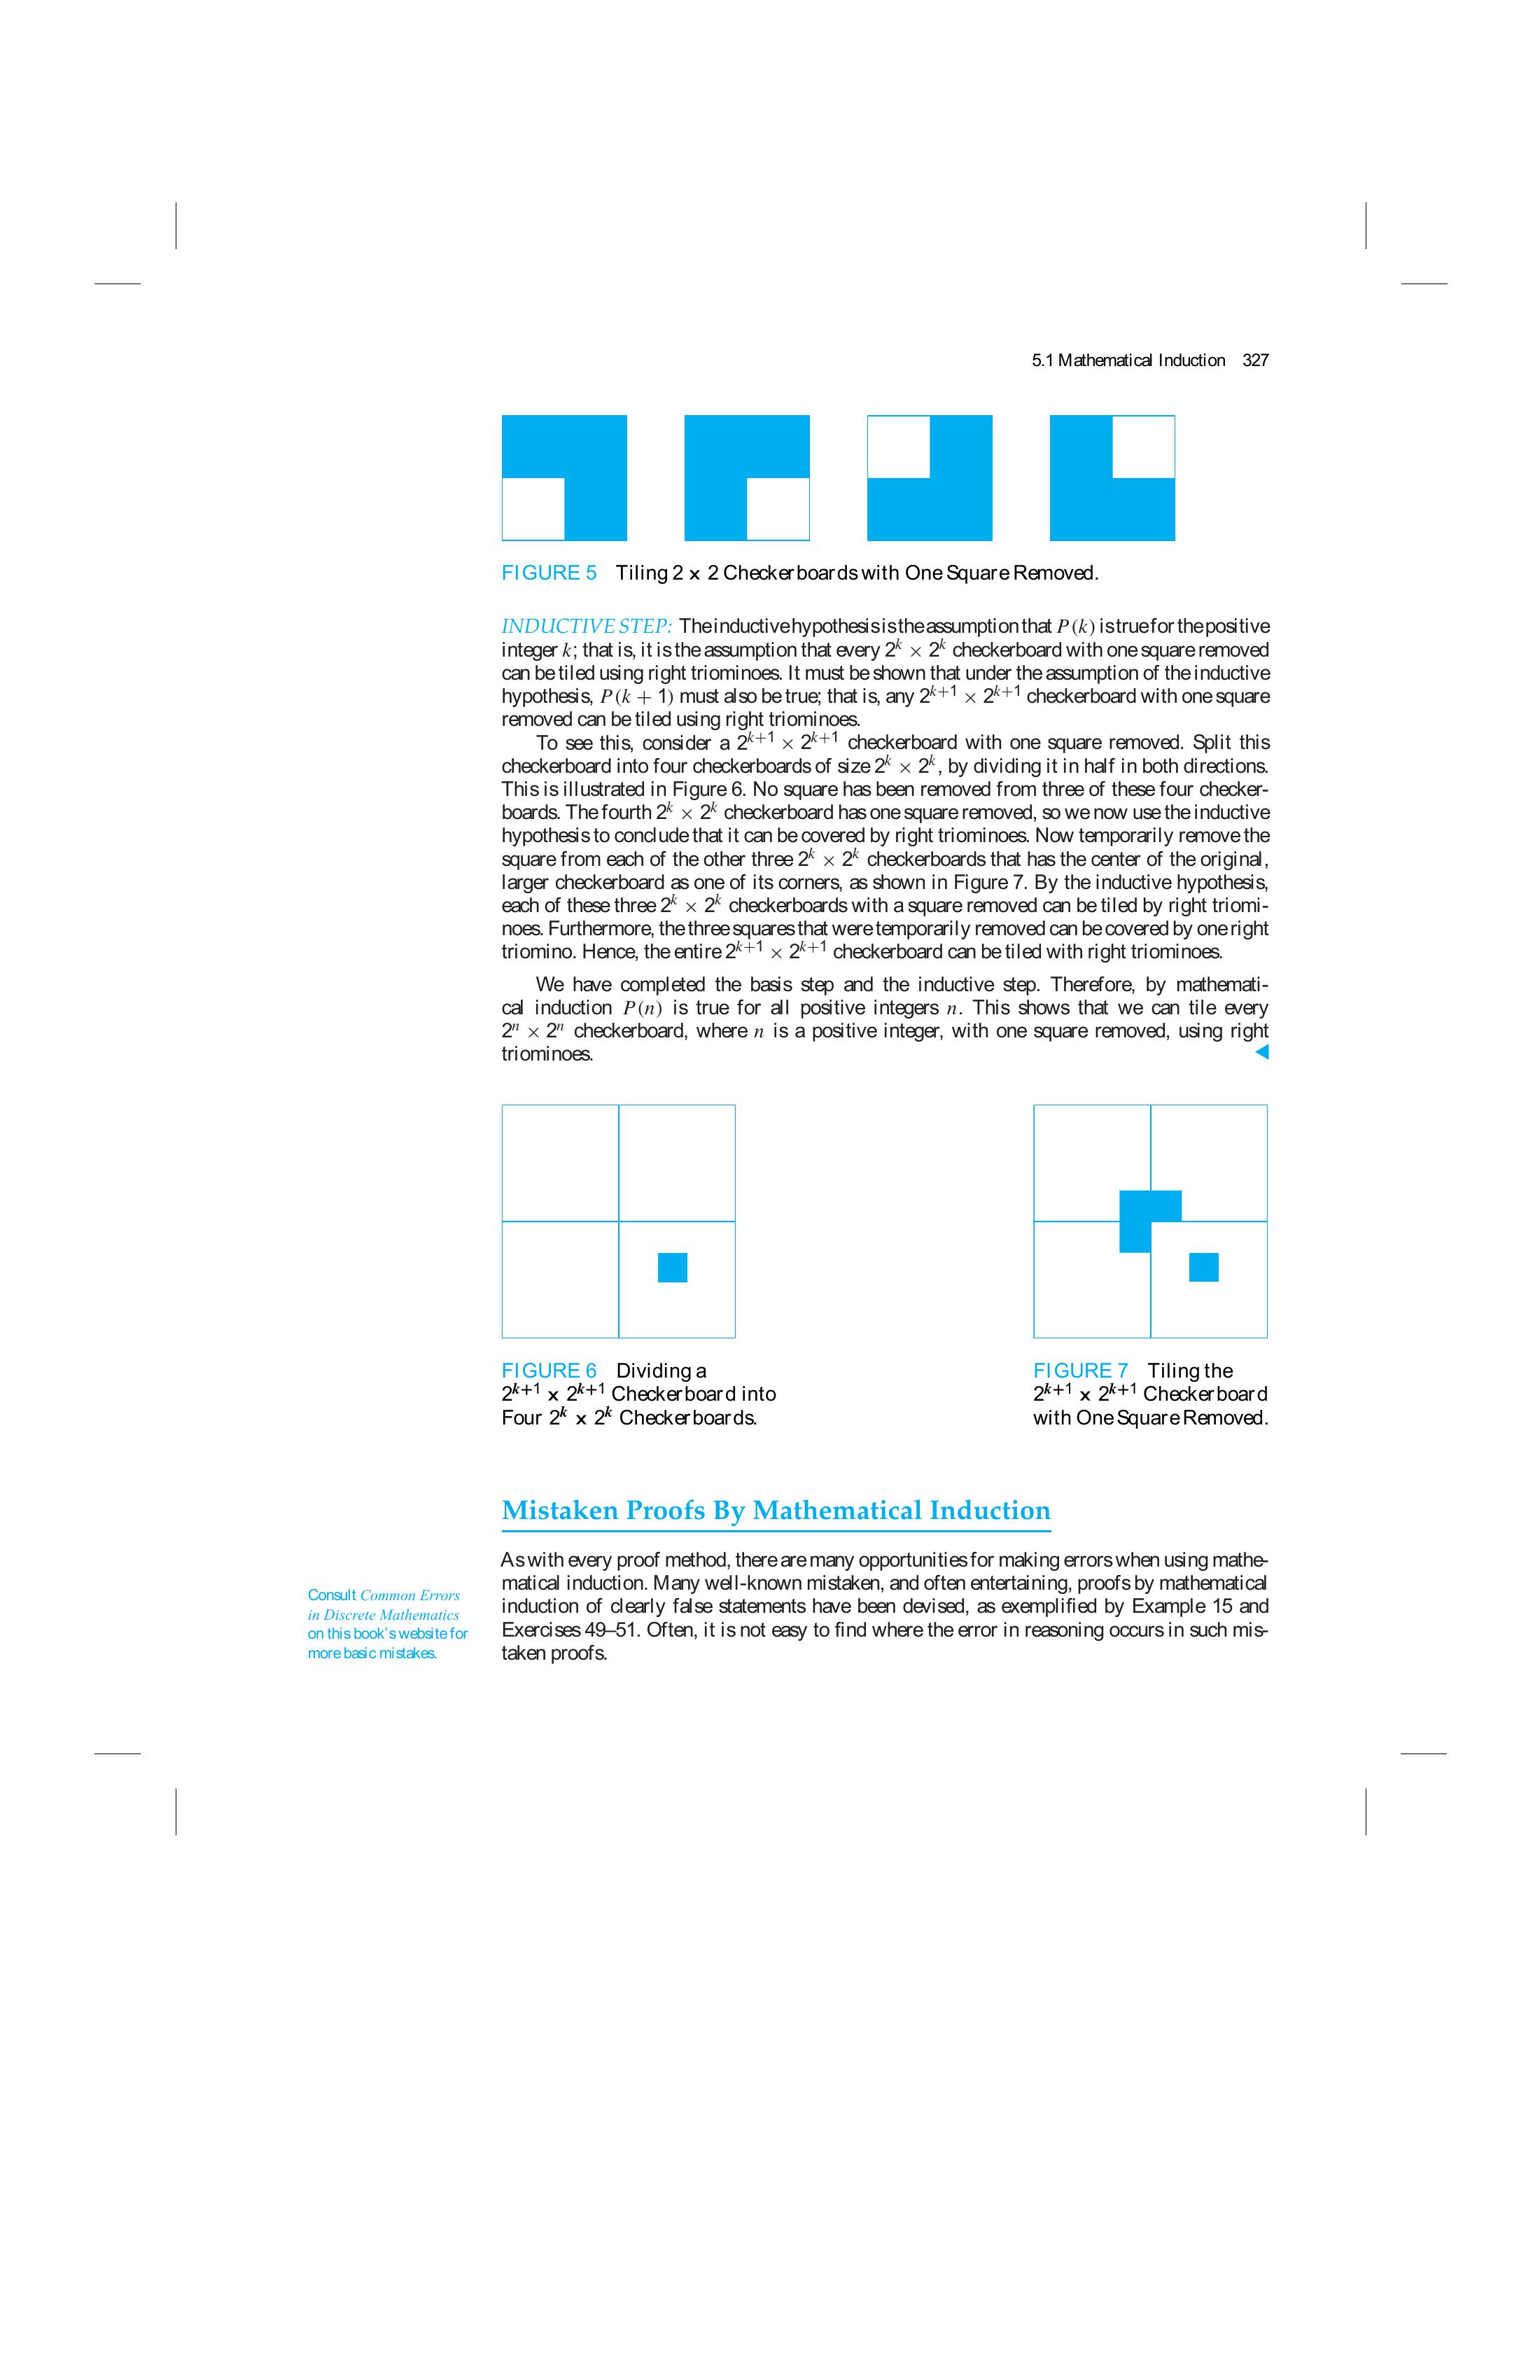 5.1 Mathematical Induction 327
FIGURE 5 Tiling 2 × 2 Checkerboards with One Square Removed.
INDUCTIVE STEP: The inductive hypothesis is the assumption that P(k) is true for the positive
integer k; that is, it is the assumption that every 2^k × 2^k checkerboard with one square removed
can be tiled using right triominoes. It must be shown that under the assumption of the inductive
hypothesis, P(k + 1) must also be true; that is, any 2^{k+1} × 2^{k+1} checkerboard with one square
removed can be tiled using right triominoes.
To see this, consider a 2^{k+1} × 2^{k+1} checkerboard with one square removed. Split this
checkerboard into four checkerboards of size 2^k × 2^k, by dividing it in half in both directions.
This is illustrated in Figure 6. No square has been removed from three of these four checker-
boards. The fourth 2^k × 2^k checkerboard has one square removed, so we now use the inductive
hypothesis to conclude that it can be covered by right triominoes. Now temporarily remove the
square from each of the other three 2^k × 2^k checkerboards that has the center of the original,
larger checkerboard as one of its corners, as shown in Figure 7. By the inductive hypothesis,
each of these three 2^k × 2^k checkerboards with a square removed can be tiled by right triomi-
noes. Furthermore, the three squares that were temporarily removed can be covered by one right
triomino. Hence, the entire 2^{k+1} × 2^{k+1} checkerboard can be tiled with right triominoes.
We have completed the basis step and the inductive step. Therefore, by mathemati-
cal induction P(n) is true for all positive integers n. This shows that we can tile every
2^n × 2^n checkerboard, where n is a positive integer, with one square removed, using right
triominoes.
FIGURE 6 Dividing a
2^{k+1} × 2^{k+1} Checkerboard into
Four 2^k × 2^k Checkerboards.
FIGURE 7 Tiling the
2^{k+1} × 2^{k+1} Checkerboard
with One Square Removed.
Mistaken Proofs By Mathematical Induction
As with every proof method, there are many opportunities for making errors when using mathe-
matical induction. Many well-known mistaken, and often entertaining, proofs by mathematical
induction of clearly false statements have been devised, as exemplified by Example 15 and
Exercises 49–51. Often, it is not easy to find where the error in reasoning occurs in such mis-
taken proofs.
Consult Common Errors
in Discrete Mathematics
on this book's website for
more basic mistakes.